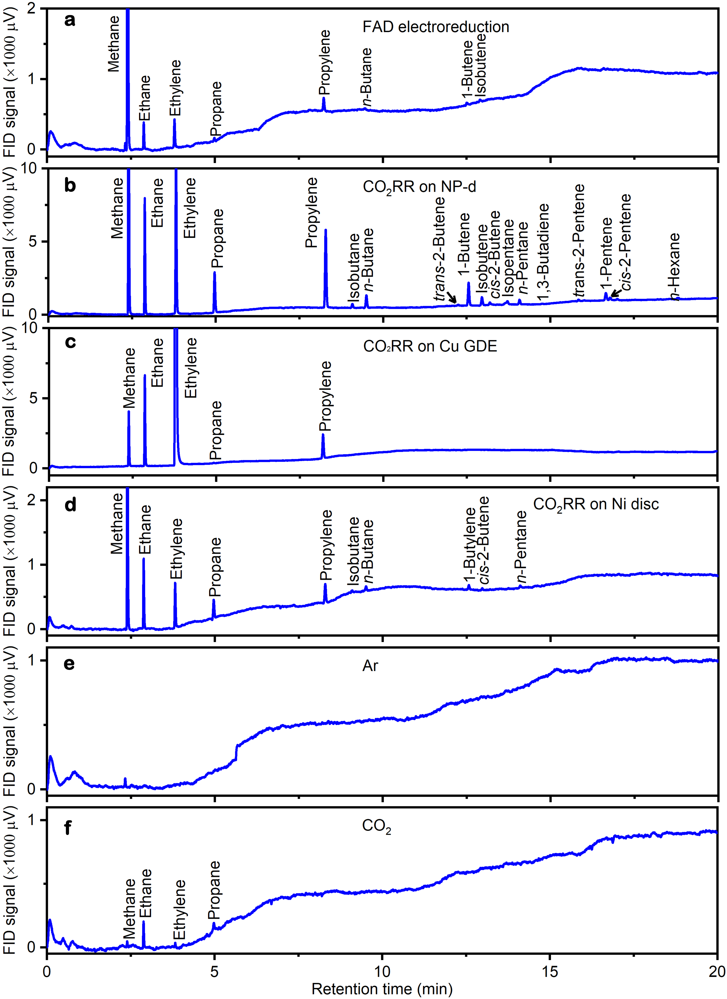 a
FAD electroreduction
FID signal (×1000 μV)
2
1
0
Methane
Ethane
Ethylene
Propane
Propylene
n-Butane
1-Butene
Isobutene
b
CO₂RR on NP-d
FID signal (×1000 μV)
10
5
0
Methane
Ethane
Ethylene
Propane
Propylene
Isobutane
n-Butane
trans-2-Butene
1-Butene
Isobutene
cis-2-Butene
Isopentane
n-Pentane
1,3-Butadiene
trans-2-Pentene
1-Pentene
cis-2-Pentene
n-Hexane
c
CO₂RR on Cu GDE
FID signal (×1000 μV)
10
5
0
Methane
Ethane
Ethylene
Propane
Propylene
d
CO₂RR on Ni disc
FID signal (×1000 μV)
2
1
0
Methane
Ethane
Ethylene
Propane
Propylene
Isobutane
n-Butane
1-Butylene
cis-2-Butene
n-Pentane
e
Ar
FID signal (×1000 μV)
1
0
f
CO₂
FID signal (×1000 μV)
1
0
Methane
Ethane
Ethylene
Propane
0 5 10 15 20
Retention time (min)